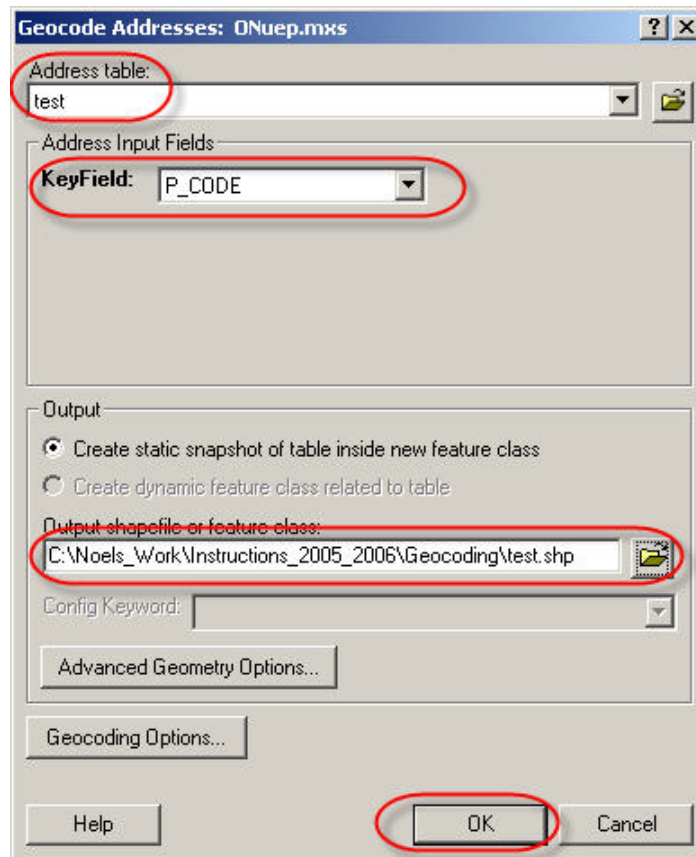 Geocode Addresses: ONuep.mxs
Address table:
test
Address Input Fields
KeyField: P_CODE
Output
Create static snapshot of table inside new feature class
Create dynamic feature class related to table
Output shapefile or feature class:
C:\Noels_Work\Instructions_2005_2006\Geocoding\test.shp
Config Keyword:
Advanced Geometry Options...
Geocoding Options...
Help OK Cancel